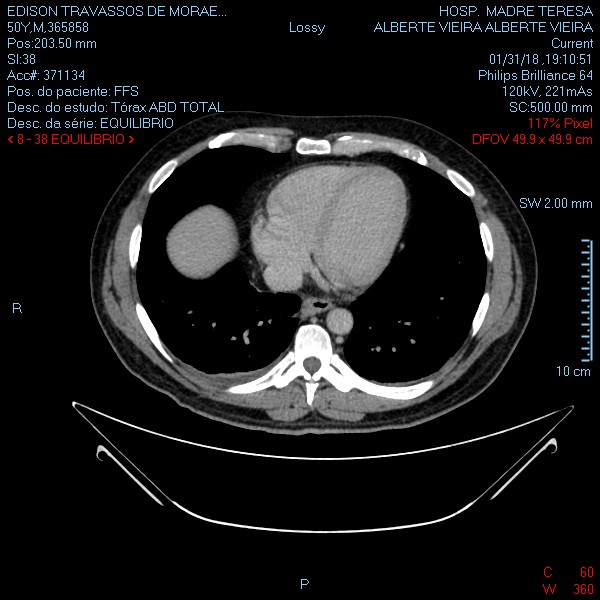 EDISON TRAVASSOS DE MORAE...
50Y,M,365858
Pos:203.50 mm
SI:38
Acc#: 371134
Pos. do paciente: FFS
Desc. do estudo: Tórax ABD TOTAL
Desc. da série: EQUILIBRIO
< 8 - 38 EQUILIBRIO >
Lossy
HOSP. MADRE TERESA
ALBERTE VIEIRA ALBERTE VIEIRA
Current
01/31/18 ,19:10:51
Philips Brilliance 64
120kV, 221mAs
SC:500.00 mm
117% Pixel
DFOV 49.9 x 49.9 cm
SW 2.00 mm
R
10 cm
P
C 60
W 360